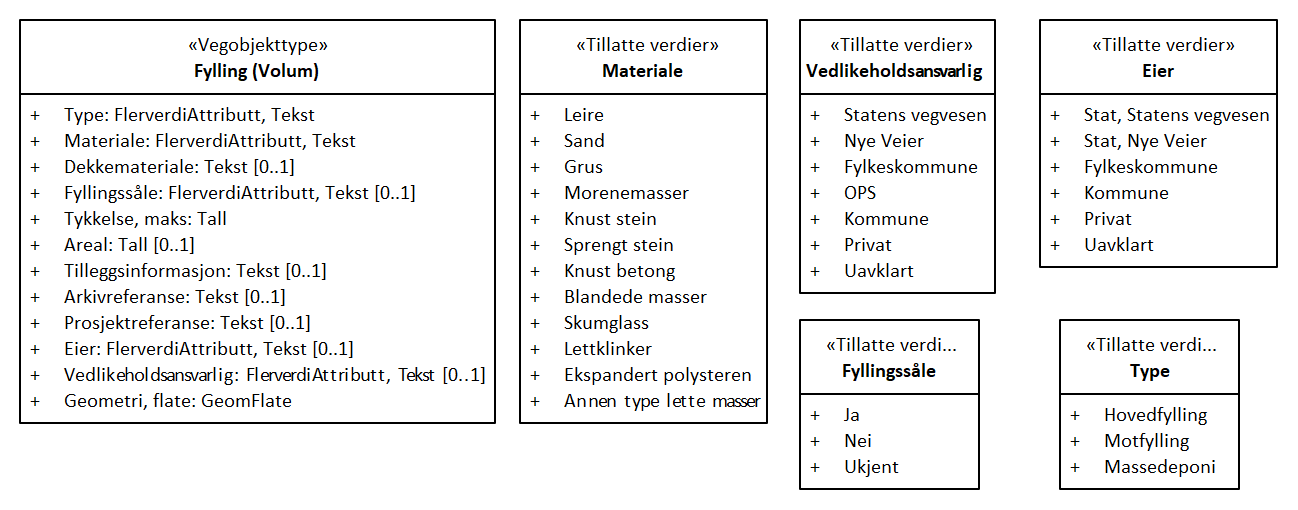 «Vegobjekttype»
Fylling (Volum)
+ Type: FlerverdiAttributt, Tekst
+ Materiale: FlerverdiAttributt, Tekst
+ Dekkemateriale: Tekst [0..1]
+ Fyllingssåle: FlerverdiAttributt, Tekst [0..1]
+ Tykkelse, maks: Tall
+ Areal: Tall [0..1]
+ Tilleggsinformasjon: Tekst [0..1]
+ Arkivreferanse: Tekst [0..1]
+ Prosjektreferanse: Tekst [0..1]
+ Eier: FlerverdiAttributt, Tekst [0..1]
+ Vedlikeholdsansvarlig: FlerverdiAttributt, Tekst [0..1]
+ Geometri, flate: GeomFlate
«Tillatte verdier»
Materiale
+ Leire
+ Sand
+ Grus
+ Morenemasser
+ Knust stein
+ Sprengt stein
+ Knust betong
+ Blandede masser
+ Skumglass
+ Lettklinker
+ Ekspandert polysteren
+ Annen type lette masser
«Tillatte verdier»
Vedlikeholdsansvarlig
+ Statens vegvesen
+ Nye Veier
+ Fylkeskommune
+ OPS
+ Kommune
+ Privat
+ Uavklart
«Tillatte verdier»
Eier
+ Stat, Statens vegvesen
+ Stat, Nye Veier
+ Fylkeskommune
+ Kommune
+ Privat
+ Uavklart
«Tillatte verdi...
Fyllingssåle
+ Ja
+ Nei
+ Ukjent
«Tillatte verdi...
Type
+ Hovedfylling
+ Motfylling
+ Massedeponi